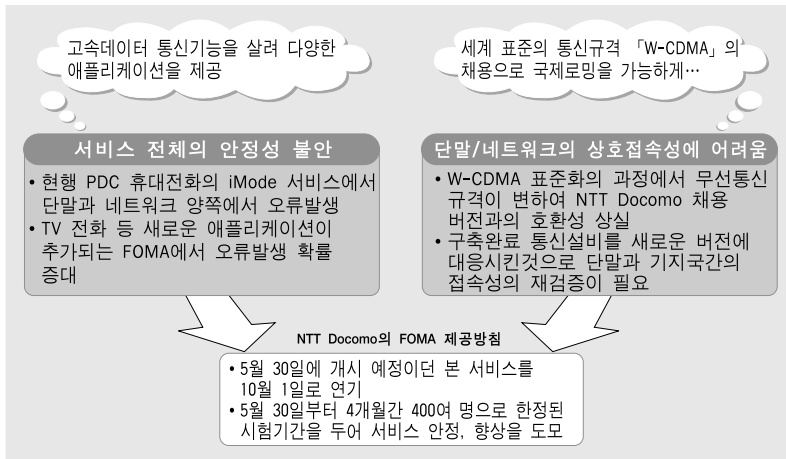 고속데이터 통신기능을 살려 다양한
애플리케이션을 제공
세계 표준의 통신규격 「W-CDMA」의
채용으로 국제로밍을 가능하게…
서비스 전체의 안정성 불안
• 현행 PDC 휴대전화의 iMode 서비스에서
단말과 네트워크 양쪽에서 오류발생
• TV 전화 등 새로운 애플리케이션이
추가되는 FOMA에서 오류발생 확률
증대
단말/네트워크의 상호접속성에 어려움
• W-CDMA 표준화의 과정에서 무선통신
규격이 변하여 NTT Docomo 채용
버전과의 호환성 상실
• 구축완료 통신설비를 새로운 버전에
대응시킨것으로 단말과 기지국간의
접속성의 재검증이 필요
NTT Docomo의 FOMA 제공방침
• 5월 30일에 개시 예정이던 본 서비스를
10월 1일로 연기
• 5월 30일부터 4개월간 400여 명으로 한정된
시험기간을 두어 서비스 안정, 향상을 도모